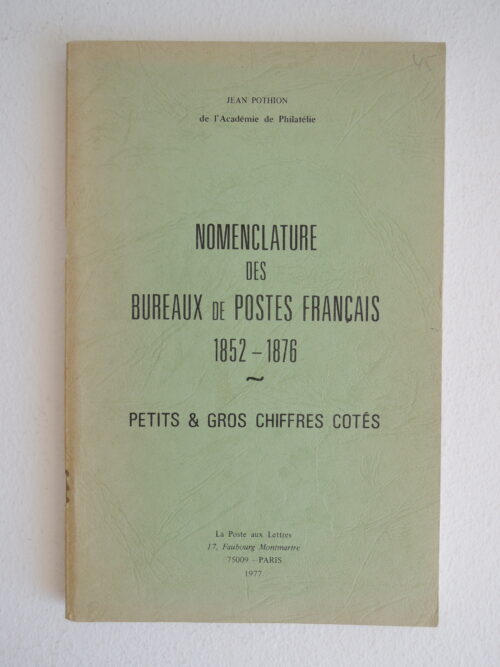 45
JEAN POTHION
de l'Académie de Philatélie
NOMENCLATURE
DES
BUREAUX DE POSTES FRANÇAIS
1852 – 1876
~
PETITS & GROS CHIFFRES COTÉS
La Poste aux Lettres
17, Faubourg Montmartre
75009 – PARIS
1977